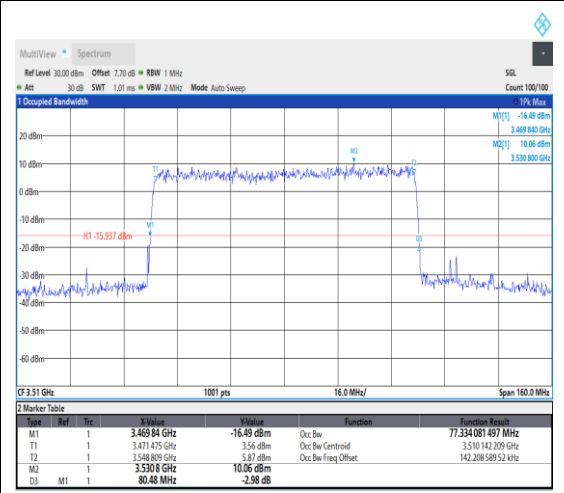 MultiView Spectrum
Ref Level 30.00 dBm Offset 7.70 dB RBW 1 MHz SGL
Att 30 dB SWT 1.01 ms VBW 2 MHz Mode Auto Sweep Count 100/100
1 Occupied Bandwidth 1Pk Max
M1[1] -16.49 dBm
3.469 840 GHz
M2[1] 10.06 dBm
3.530 800 GHz
20 dBm
M2
10 dBm
T1
T2
0 dBm
-10 dBm
M1
H1 -15.937 dBm
D3
-20 dBm
-30 dBm
-40 dBm
-50 dBm
-60 dBm
CF 3.51 GHz 1001 pts 16.0 MHz/ Span 160.0 MHz
2 Marker Table
Type Ref Trc X-Value Y-Value Function Function Result
M1 1 3.469 84 GHz -16.49 dBm Occ Bw 77.334 081 497 MHz
T1 1 3.471 475 GHz 3.56 dBm Occ Bw Centroid 3.510 142 209 GHz
T2 1 3.548 809 GHz 5.87 dBm Occ Bw Freq Offset 142.208 589 52 kHz
M2 1 3.530 8 GHz 10.06 dBm
D3 M1 1 80.48 MHz -2.98 dB